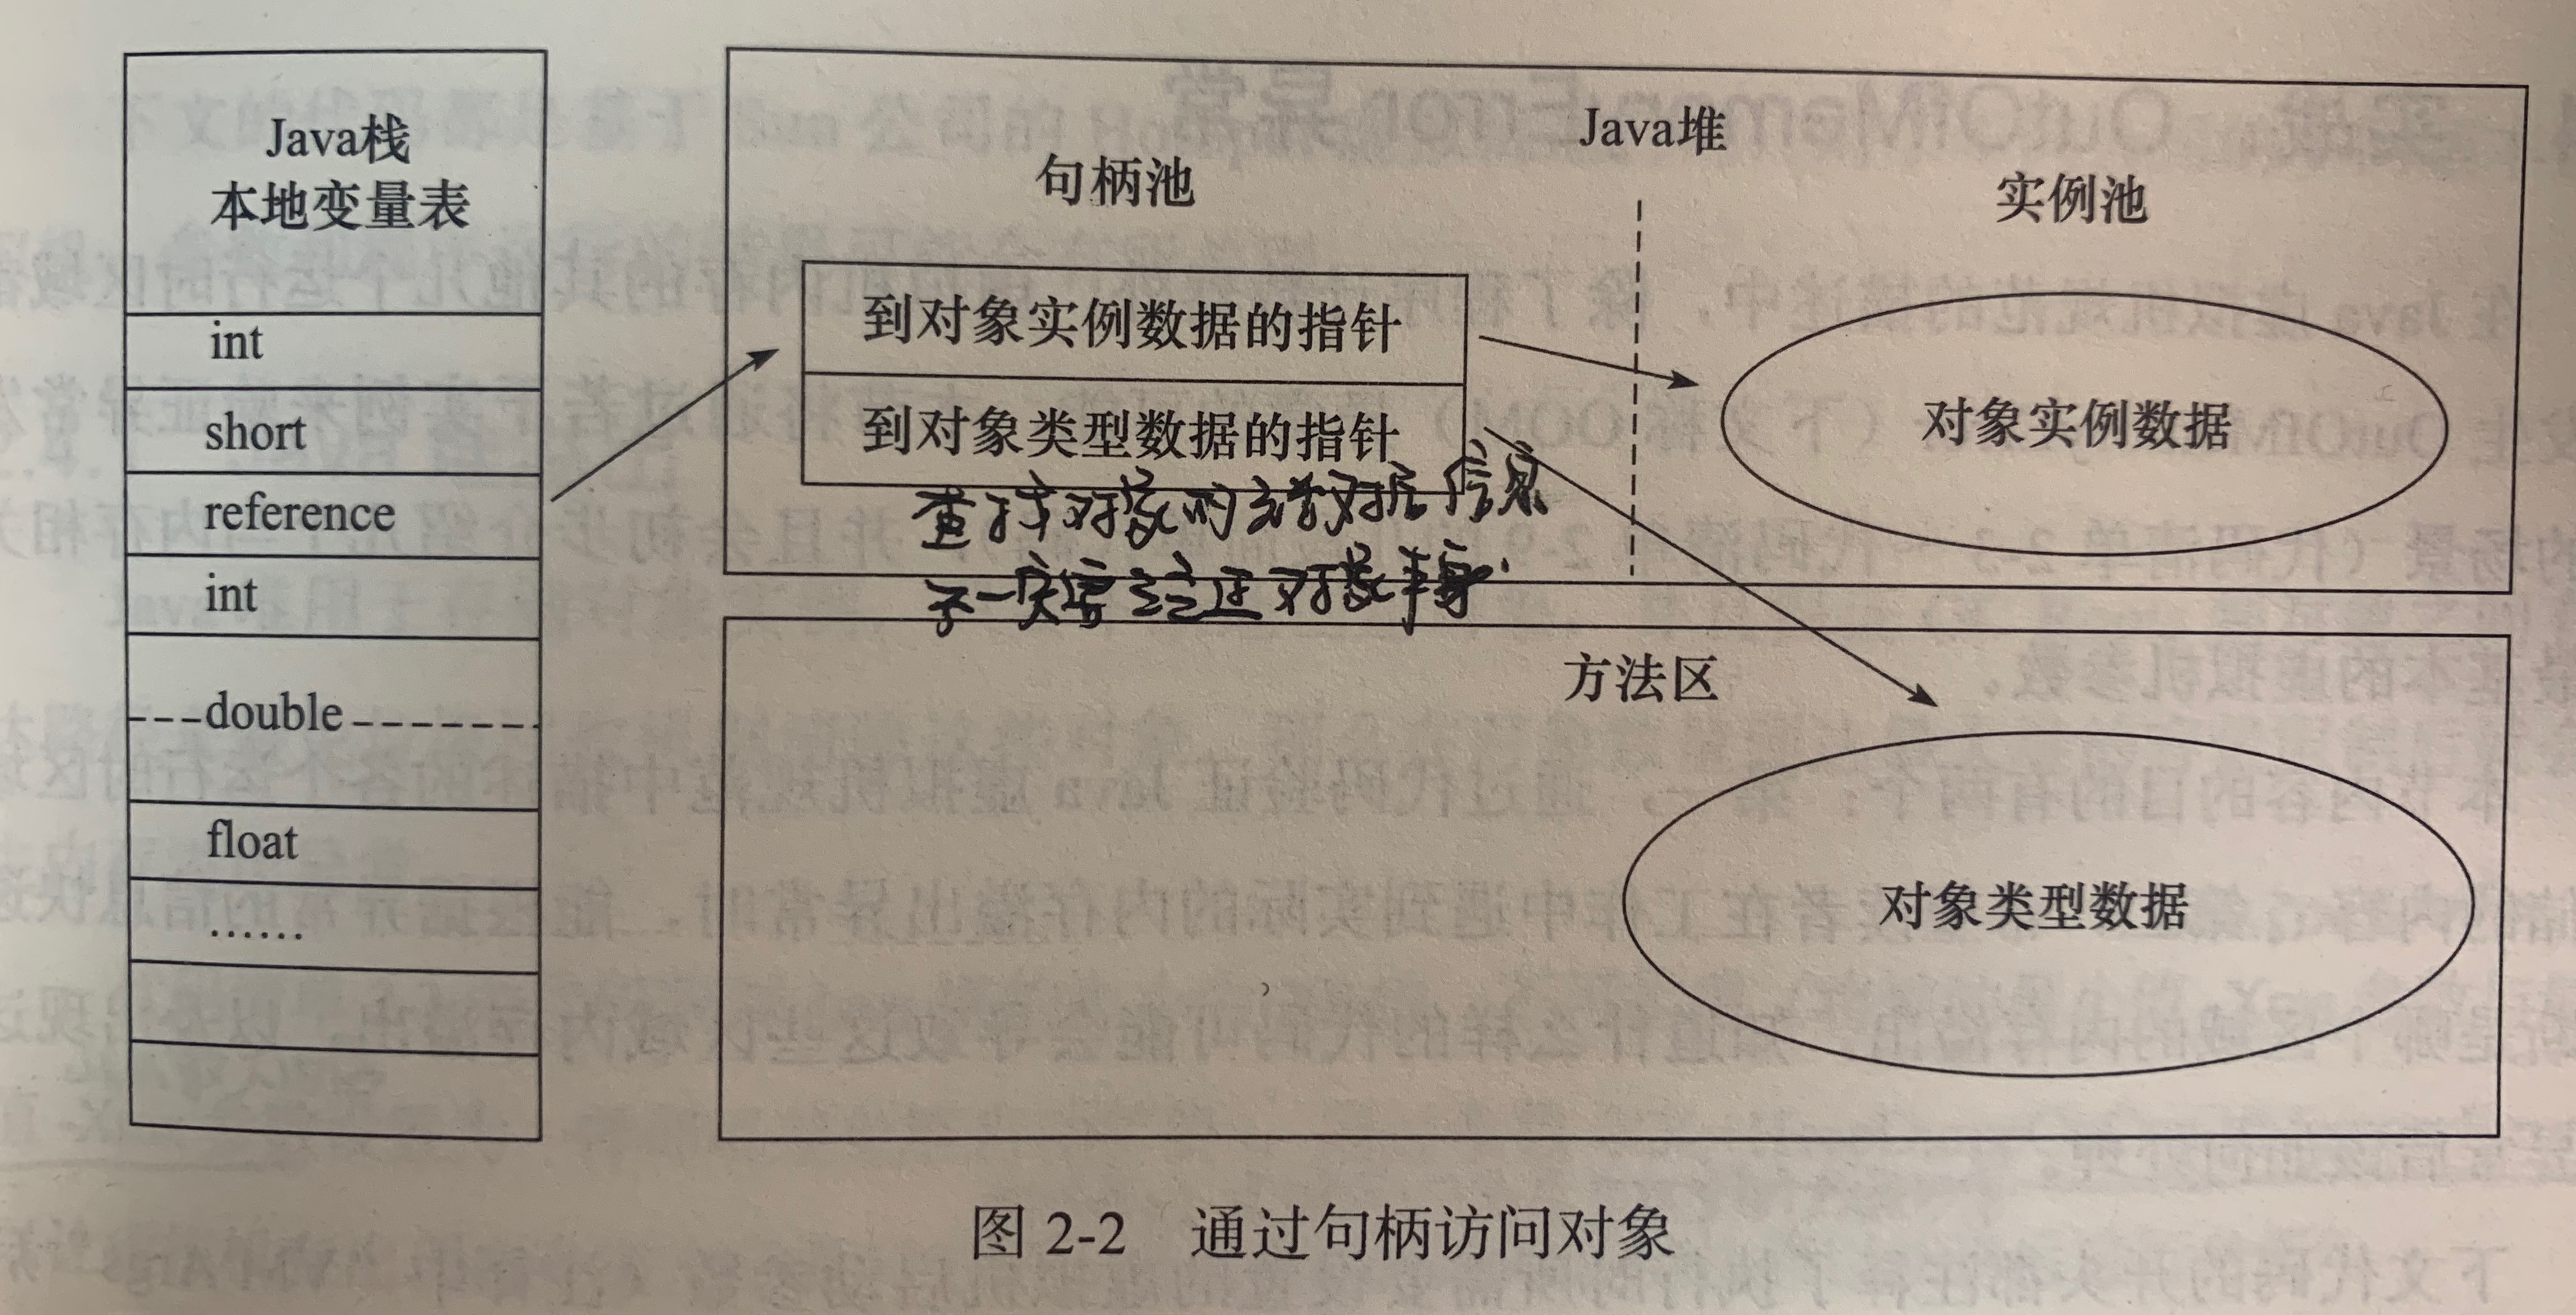 Java栈
本地变量表
int
short
reference
int
double
float
……
Java堆
句柄池
实例池
到对象实例数据的指针
到对象类型数据的指针
对象实例数据
查找对象的元数据信息
不一定要经过对象本身.
方法区
对象类型数据
图 2-2 通过句柄访问对象